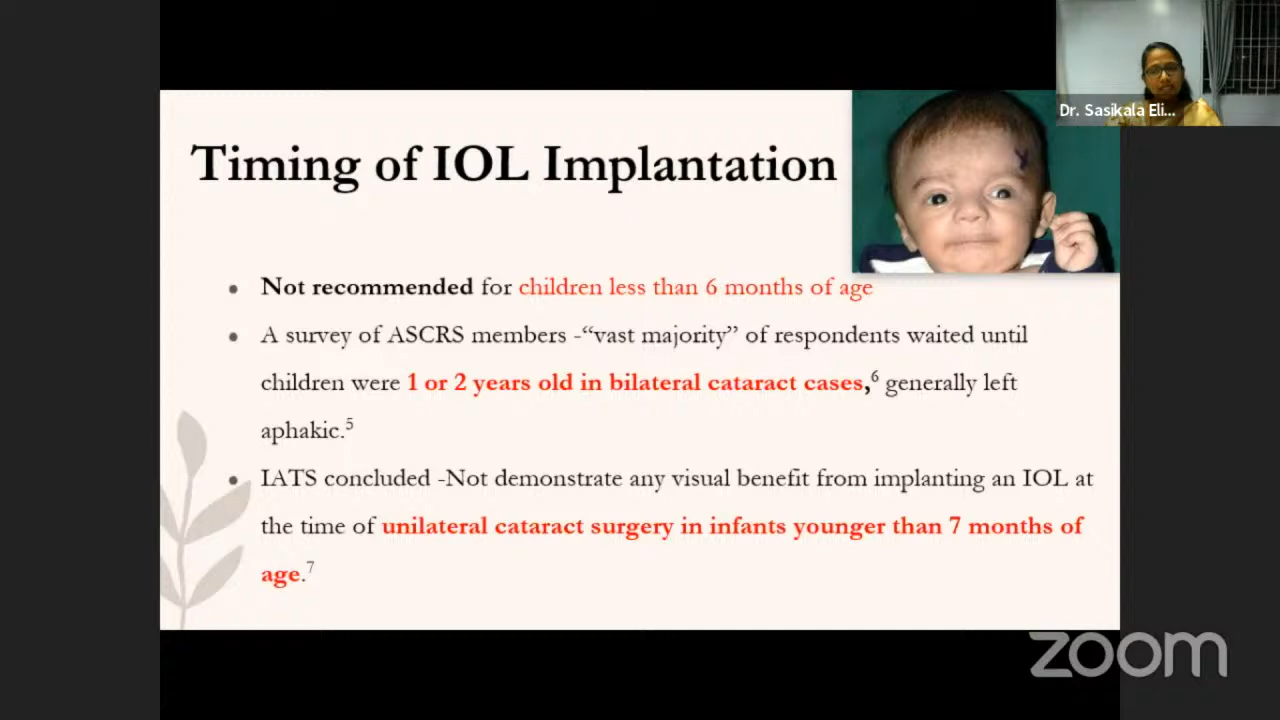 Dr. Sasikala Eli...
Timing of IOL Implantation
Not recommended for children less than 6 months of age
A survey of ASCRS members -“vast majority” of respondents waited until
children were 1 or 2 years old in bilateral cataract cases,6 generally left
aphakic.5
IATS concluded -Not demonstrate any visual benefit from implanting an IOL at
the time of unilateral cataract surgery in infants younger than 7 months of
age.7
zoom